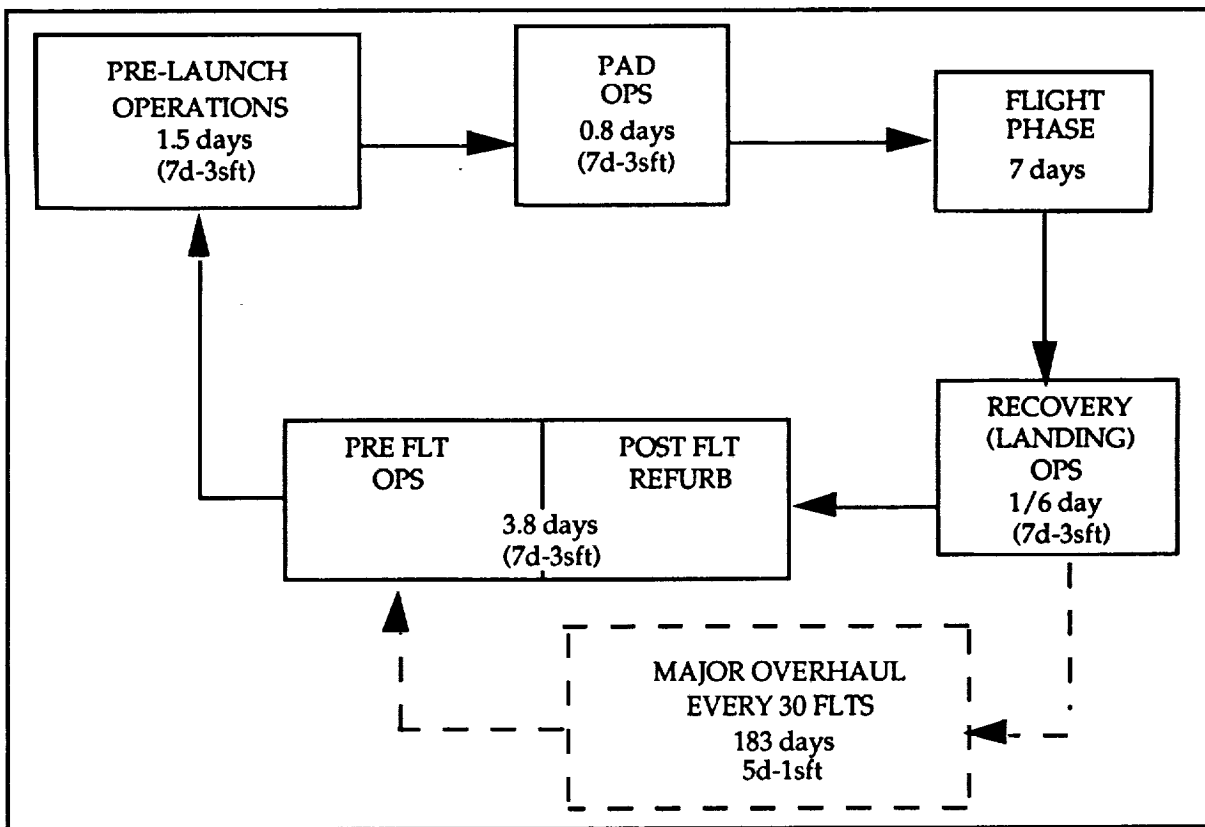 PRE-LAUNCH
OPERATIONS
1.5 days
(7d-3sft)
PAD
OPS
0.8 days
(7d-3sft)
FLIGHT
PHASE
7 days
RECOVERY
(LANDING)
OPS
1/6 day
(7d-3sft)
PRE FLT
OPS
POST FLT
REFURB
3.8 days
(7d-3sft)
MAJOR OVERHAUL
EVERY 30 FLTS
183 days
5d-1sft